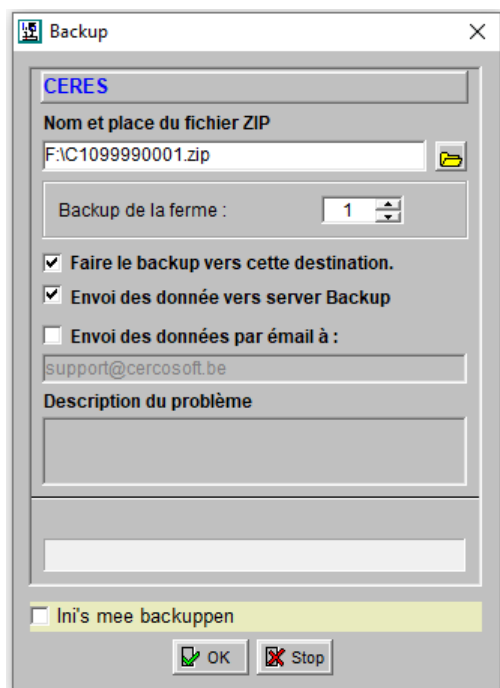 Backup
CERES
Nom et place du fichier ZIP
F:\C1099990001.zip
Backup de la ferme : 1
Faire le backup vers cette destination.
Envoi des donnée vers server Backup
Envoi des données par émail à :
support@cercosoft.be
Description du problème
Ini's mee backuppen
OK Stop